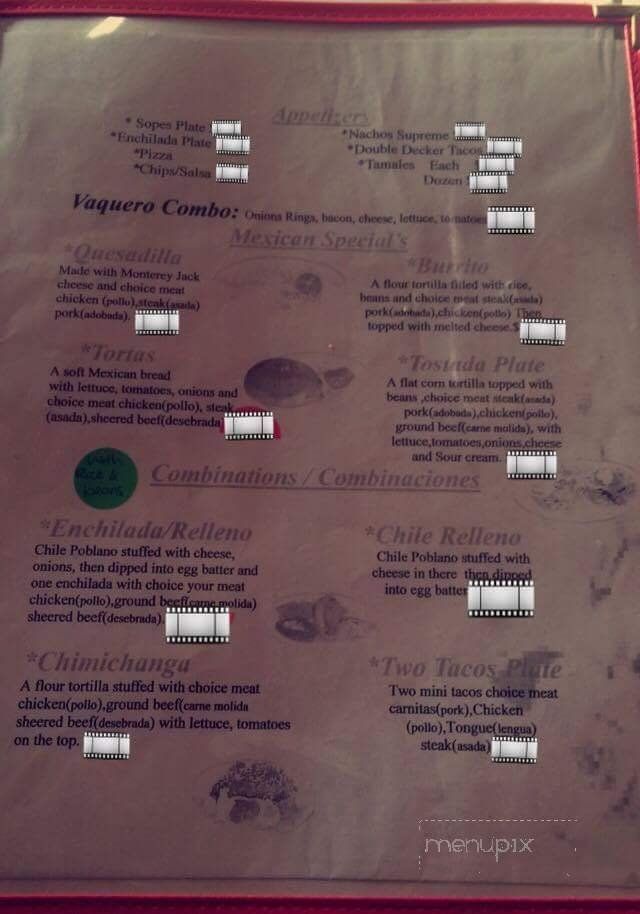 Appetizers
* Sopes Plate
*Enchilada Plate
*Pizza
*Chips/Salsa
*Nachos Supreme
*Double Decker Tacos
*Tamales Each
Dozen
Vaquero Combo: Onions Rings, bacon, cheese, lettuce, tomatoes
Mexican Special's
*Quesadilla
Made with Monterey Jack
cheese and choice meat
chicken (pollo),steak(asada)
pork(adobada).
*Burrito
A flour tortilla filled with rice,
beans and choice meat steak(asada)
pork(adobada),chicken(pollo) Then
topped with melted cheese.$
*Tortas
A soft Mexican bread
with lettuce, tomatoes, onions and
choice meat chicken(pollo), steak
(asada),sheered beef(desebrada
*Tostada Plate
A flat corn tortilla topped with
beans ,choice meat steak(asada)
pork(adobada),chicken(pollo),
ground beef(carne molida), with
lettuce,tomatoes,onions,cheese
and Sour cream.
with
Rice &
beans
Combinations / Combinaciones
*Enchilada/Relleno
Chile Poblano stuffed with cheese,
onions, then dipped into egg batter and
one enchilada with choice your meat
chicken(pollo),ground beef(carne molida)
sheered beef(desebrada).
*Chile Relleno
Chile Poblano stuffed with
cheese in there then dipped
into egg batter
*Chimichanga
A flour tortilla stuffed with choice meat
chicken(pollo),ground beef(carne molida
sheered beef(desebrada) with lettuce, tomatoes
on the top.
*Two Tacos Plate
Two mini tacos choice meat
carnitas(pork),Chicken
(pollo),Tongue(lengua)
steak(asada)
menupix